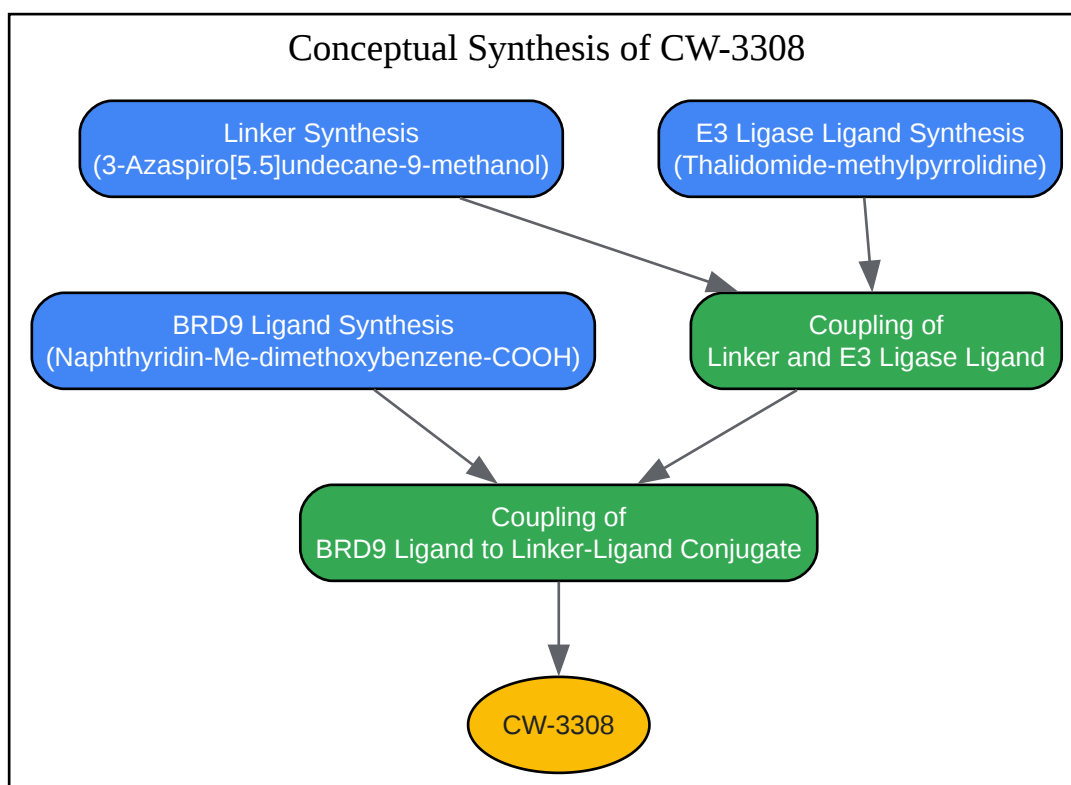 Conceptual Synthesis of CW-3308
Linker Synthesis
(3-Azaspiro[5.5]undecane-9-methanol)
E3 Ligase Ligand Synthesis
(Thalidomide-methylpyrrolidine)
BRD9 Ligand Synthesis
(Naphthyridin-Me-dimethoxybenzene-COOH)
Coupling of
Linker and E3 Ligase Ligand
Coupling of
BRD9 Ligand to Linker-Ligand Conjugate
CW-3308